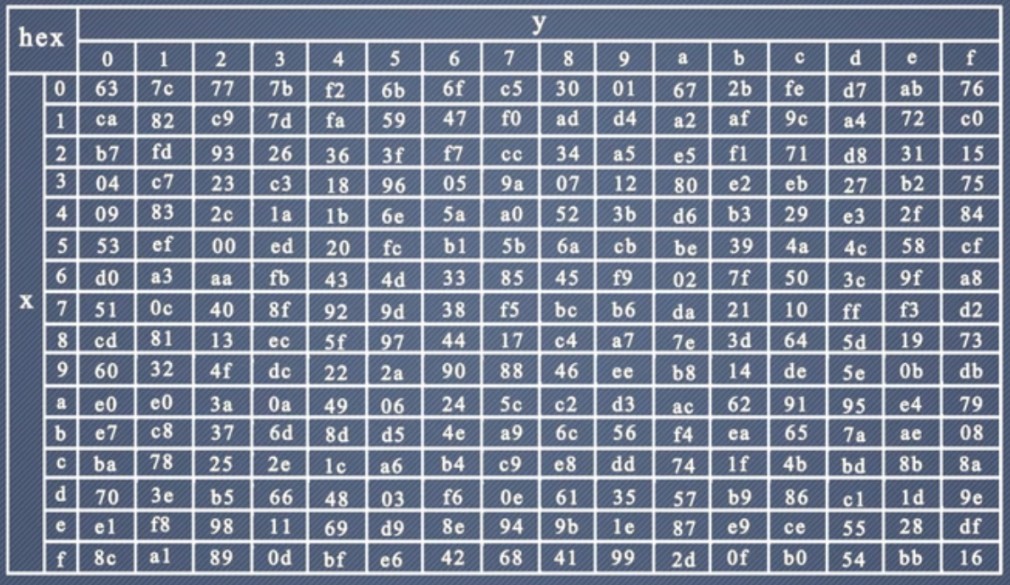 hex y
0 1 2 3 4 5 6 7 8 9 a b c d e f
0 63 7c 77 7b f2 6b 6f c5 30 01 67 2b fe d7 ab 76
1 ca 82 c9 7d fa 59 47 f0 ad d4 a2 af 9c a4 72 c0
2 b7 fd 93 26 36 3f f7 cc 34 a5 e5 f1 71 d8 31 15
3 04 c7 23 c3 18 96 05 9a 07 12 80 e2 eb 27 b2 75
4 09 83 2c 1a 1b 6e 5a a0 52 3b d6 b3 29 e3 2f 84
5 53 ef 00 ed 20 fc b1 5b 6a cb be 39 4a 4c 58 cf
6 d0 a3 aa fb 43 4d 33 85 45 f9 02 7f 50 3c 9f a8
x 7 51 0c 40 8f 92 9d 38 f5 bc b6 da 21 10 ff f3 d2
8 cd 81 13 ec 5f 97 44 17 c4 a7 7e 3d 64 5d 19 73
9 60 32 4f dc 22 2a 90 88 46 ee b8 14 de 5e 0b db
a e0 e0 3a 0a 49 06 24 5c c2 d3 ac 62 91 95 e4 79
b e7 c8 37 6d 8d d5 4e a9 6c 56 f4 ea 65 7a ae 08
c ba 78 25 2e 1c a6 b4 c9 e8 dd 74 1f 4b bd 8b 8a
d 70 3e b5 66 48 03 f6 0e 61 35 57 b9 86 c1 1d 9e
e e1 f8 98 11 69 d9 8e 94 9b 1e 87 e9 ce 55 28 df
f 8c a1 89 0d bf e6 42 68 41 99 2d 0f b0 54 bb 16